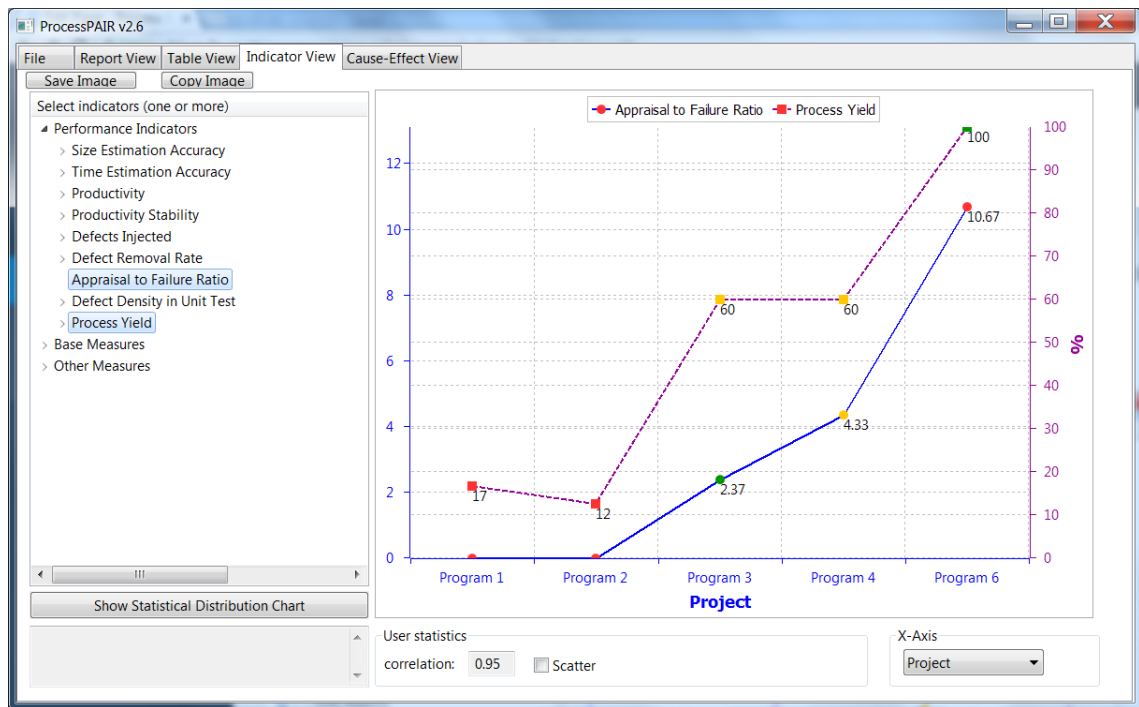 ProcessPAIR v2.6
File Report View Table View Indicator View Cause-Effect View
Save Image Copy Image
Select indicators (one or more)
Performance Indicators
Size Estimation Accuracy
Time Estimation Accuracy
Productivity
Productivity Stability
Defects Injected
Defect Removal Rate
Appraisal to Failure Ratio
Defect Density in Unit Test
Process Yield
Base Measures
Other Measures
Show Statistical Distribution Chart
Appraisal to Failure Ratio Process Yield
12
10
8
6
4
2
0
100
90
80
70
60
50
40
30
20
10
0
%
17
12
60
60
100
2.37
4.33
10.67
Program 1 Program 2 Program 3 Program 4 Program 6
Project
User statistics
correlation: 0.95 Scatter
X-Axis
Project